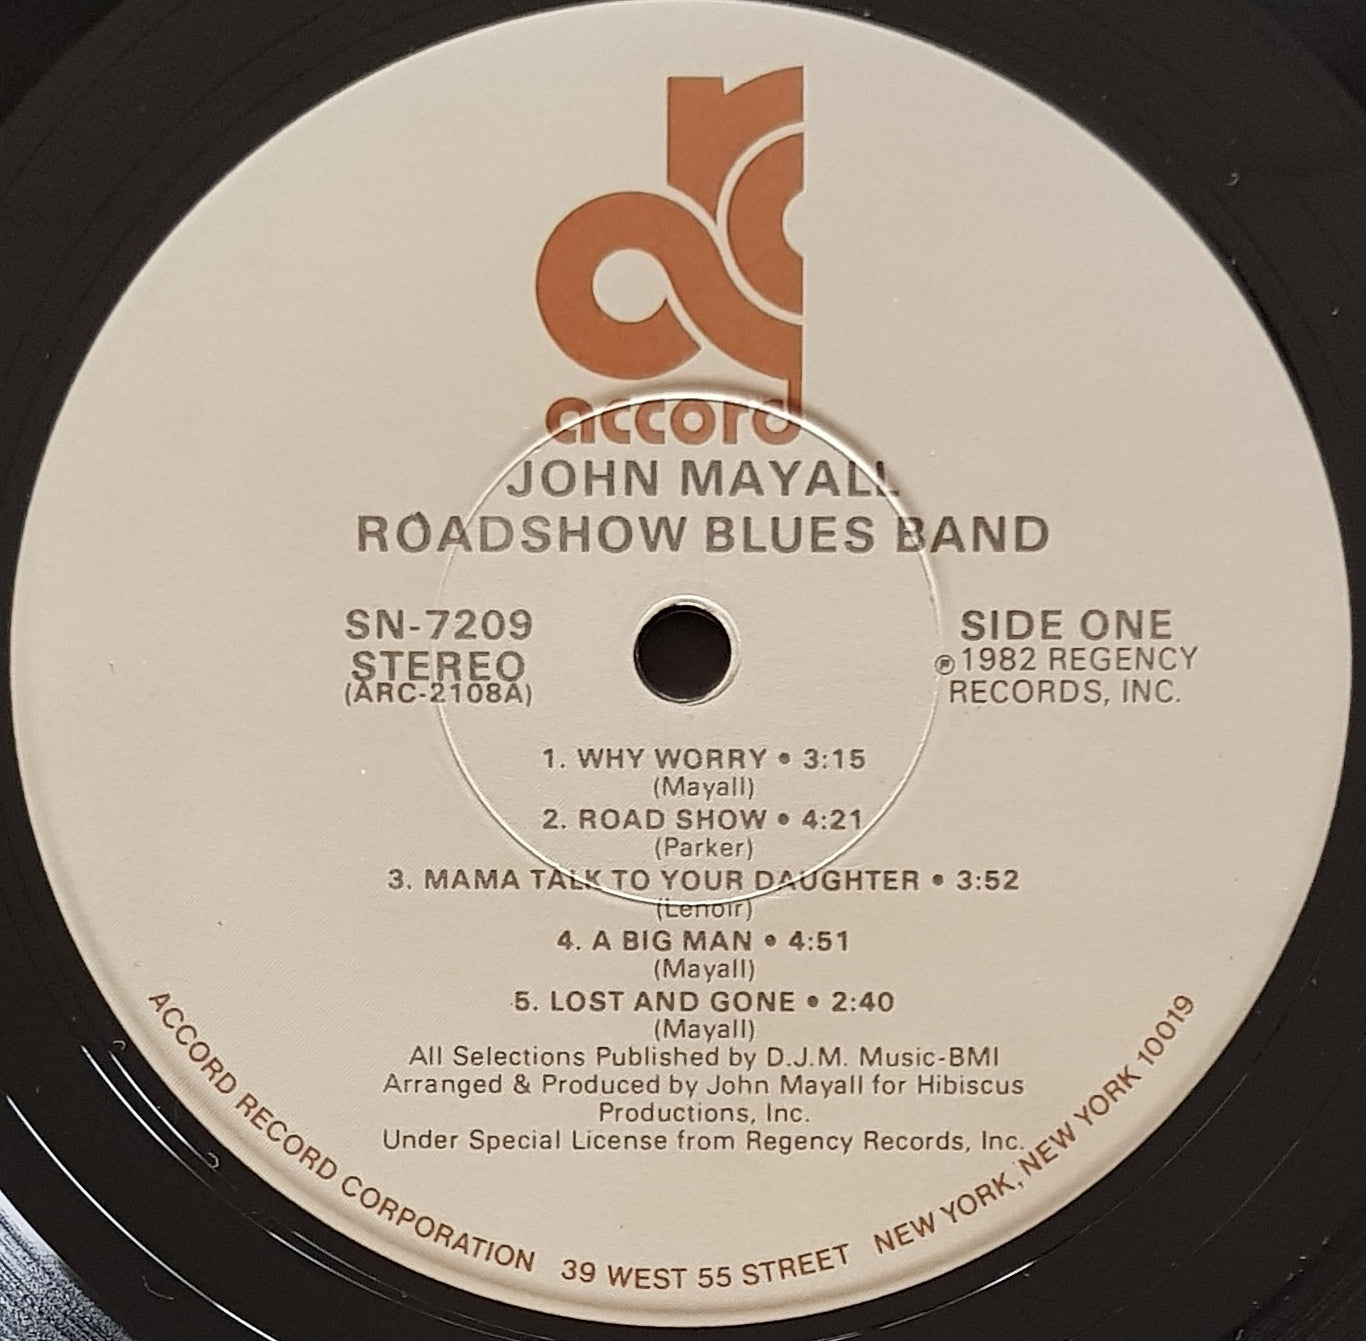 accord
JOHN MAYALL
ROADSHOW BLUES BAND
SN-7209
STEREO
(ARC-2108A)
SIDE ONE
℗1982 REGENCY
RECORDS, INC.
1. WHY WORRY • 3:15
(Mayall)
2. ROAD SHOW • 4:21
(Parker)
3. MAMA TALK TO YOUR DAUGHTER • 3:52
(Lenoir)
4. A BIG MAN • 4:51
(Mayall)
5. LOST AND GONE • 2:40
(Mayall)
All Selections Published by D.J.M. Music-BMI
Arranged & Produced by John Mayall for Hibiscus
Productions, Inc.
Under Special License from Regency Records, Inc.
ACCORD RECORD CORPORATION 39 WEST 55 STREET NEW YORK, NEW YORK 10019